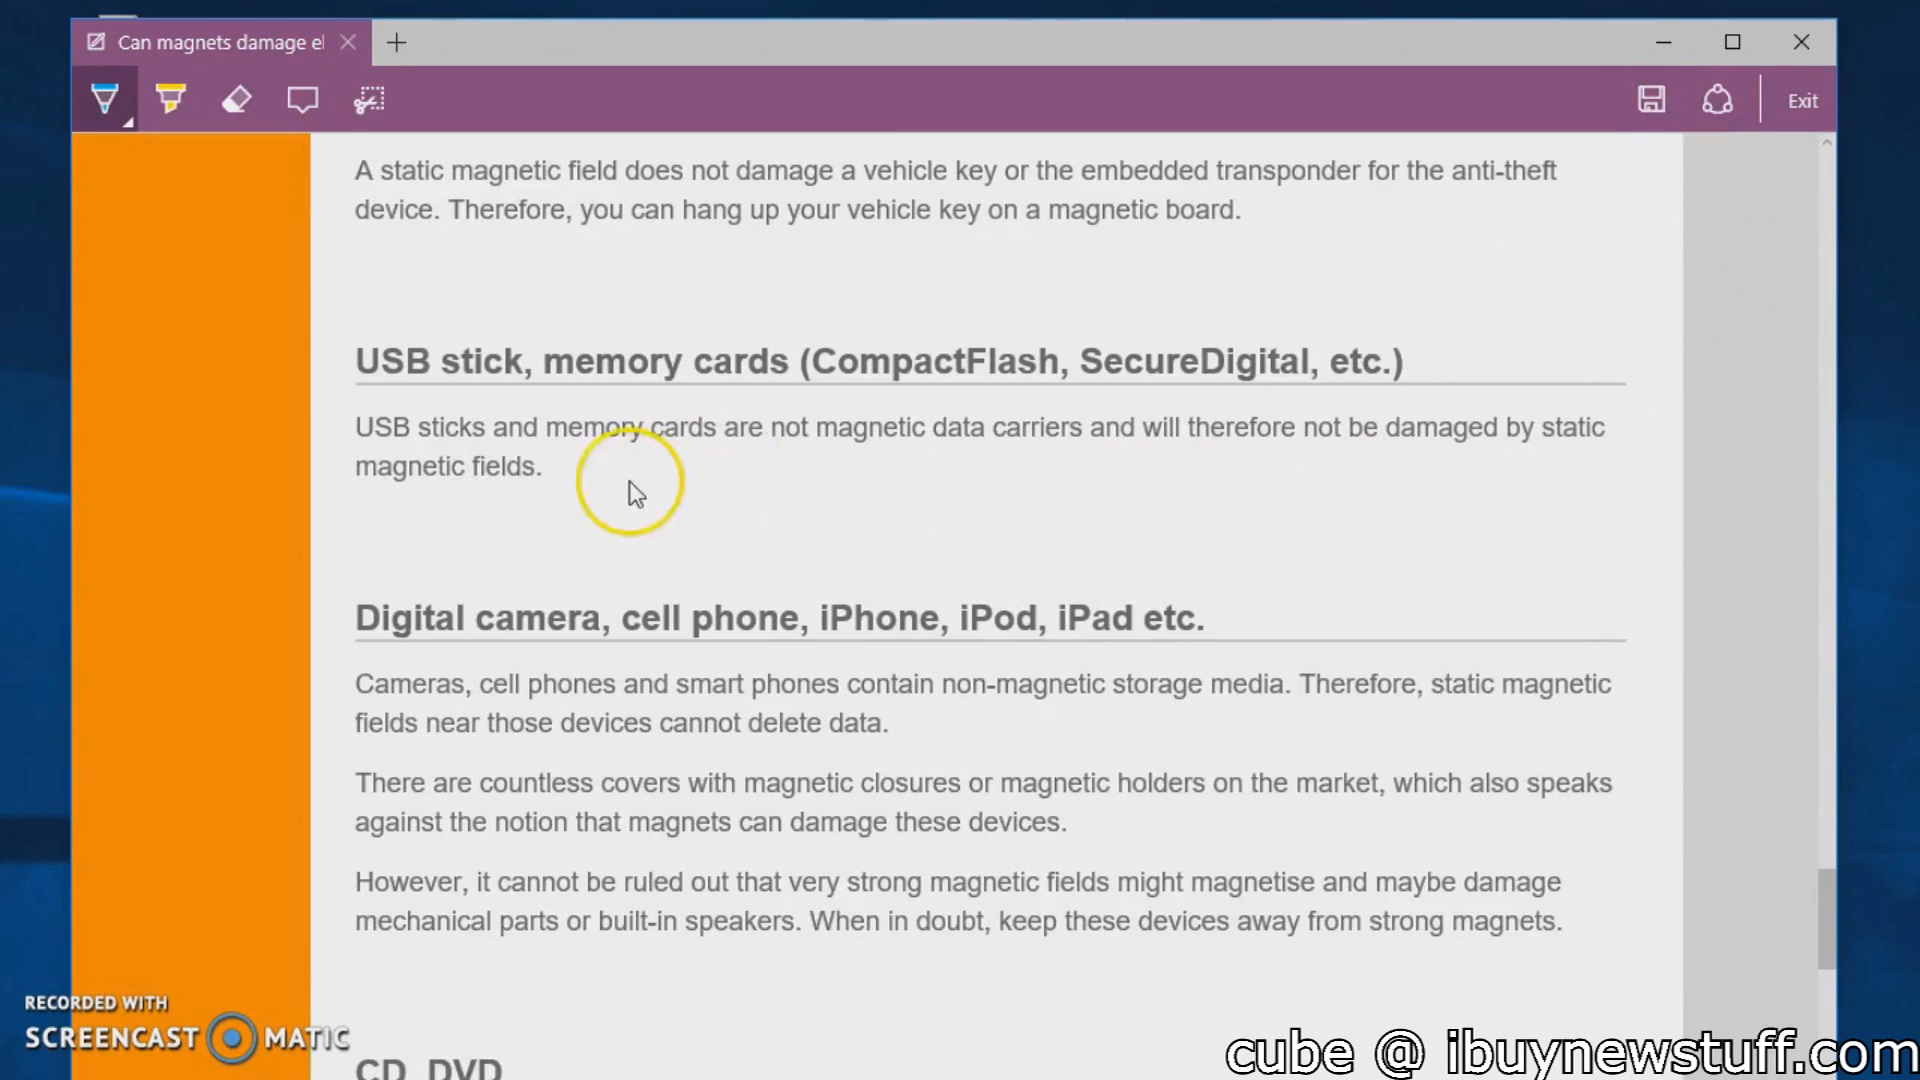 Can magnets damage el
Exit
A static magnetic field does not damage a vehicle key or the embedded transponder for the anti-theft
device. Therefore, you can hang up your vehicle key on a magnetic board.
USB stick, memory cards (CompactFlash, SecureDigital, etc.)
USB sticks and memory cards are not magnetic data carriers and will therefore not be damaged by static
magnetic fields.
Digital camera, cell phone, iPhone, iPod, iPad etc.
Cameras, cell phones and smart phones contain non-magnetic storage media. Therefore, static magnetic
fields near those devices cannot delete data.
There are countless covers with magnetic closures or magnetic holders on the market, which also speaks
against the notion that magnets can damage these devices.
However, it cannot be ruled out that very strong magnetic fields might magnetise and maybe damage
mechanical parts or built-in speakers. When in doubt, keep these devices away from strong magnets.
CD, DVD
RECORDED WITH
SCREENCAST MATIC
cube @ ibuynewstuff.com